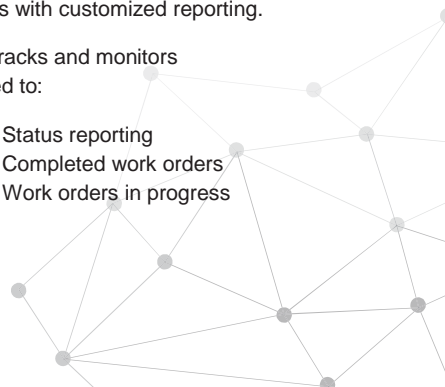 s with customized reporting.
racks and monitors
ed to:
Status reporting
Completed work orders
Work orders in progress